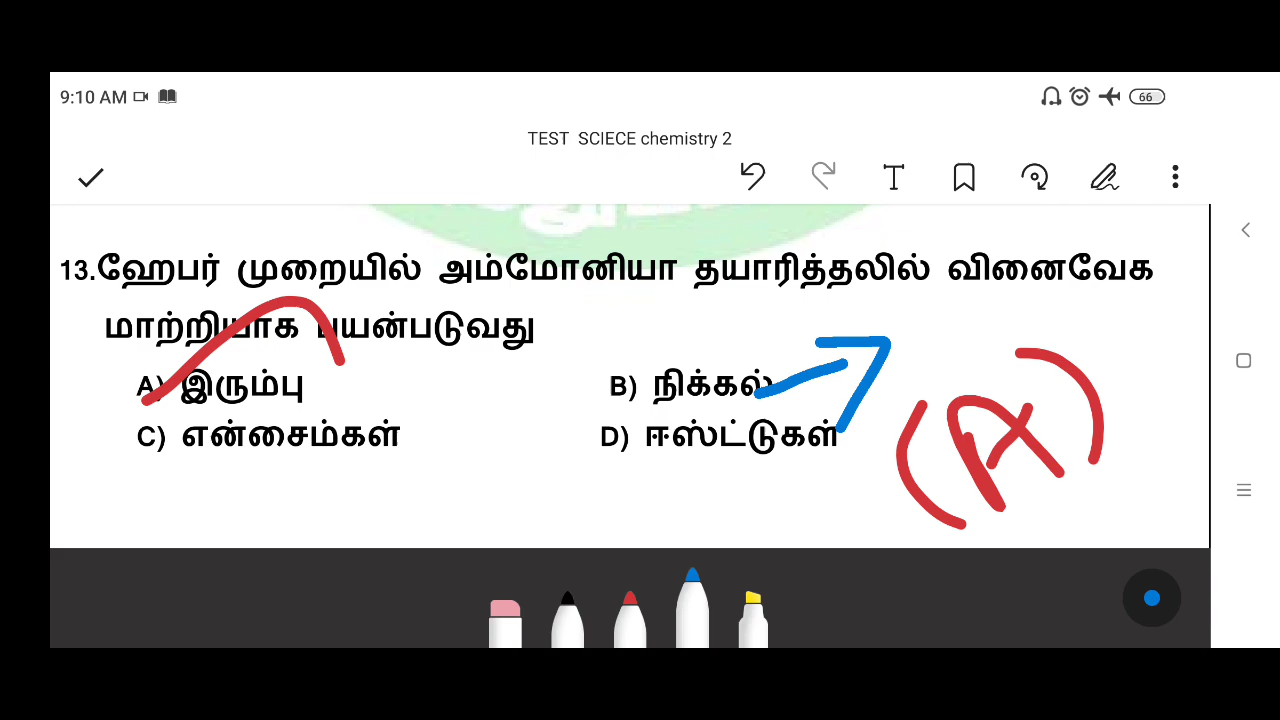 9:10 AM
66
TEST SCIECE chemistry 2
13.ஹேபர் முறையில் அம்மோனியா தயாரித்தலில் வினைவேக
மாற்றியாக பயன்படுவது
A) இரும்பு
B) நிக்கல்
C) என்சைம்கள்
D) ஈஸ்ட்டுகள்
(A)